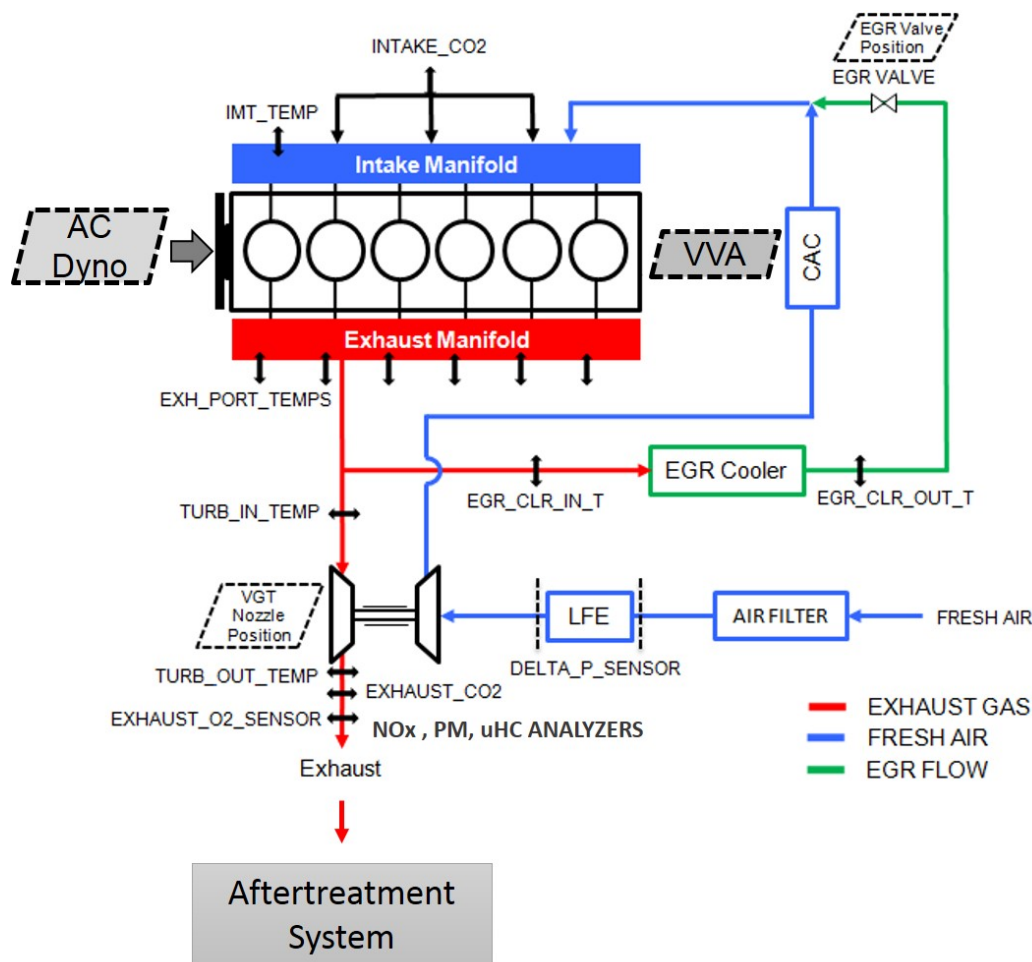 INTAKE_CO2
EGR Valve
Position
EGR VALVE
IMT_TEMP
Intake Manifold
AC
Dyno
VVA
CAC
Exhaust Manifold
EXH_PORT_TEMPS
EGR Cooler
EGR_CLR_IN_T
EGR_CLR_OUT_T
TURB_IN_TEMP
VGT
Nozzle
Position
LFE
AIR FILTER
FRESH AIR
DELTA_P_SENSOR
TURB_OUT_TEMP
EXHAUST_CO2
EXHAUST_O2_SENSOR
NOx , PM, uHC ANALYZERS
EXHAUST GAS
FRESH AIR
EGR FLOW
Exhaust
Aftertreatment
System